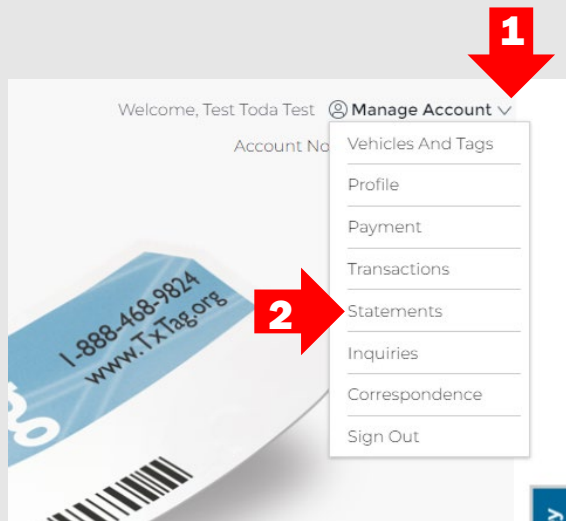 1
Welcome, Test Toda Test Manage Account
Account No
Vehicles And Tags
Profile
Payment
Transactions
2
Statements
Inquiries
Correspondence
Sign Out
1-888-468-9824
www.TxTag.org
g
y